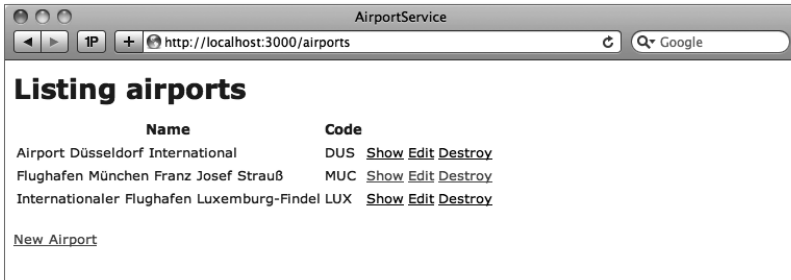 AirportService
1P + http://localhost:3000/airports Google
Listing airports
Name Code
Airport Düsseldorf International DUS Show Edit Destroy
Flughafen München Franz Josef Strauß MUC Show Edit Destroy
Internationaler Flughafen Luxemburg-Findel LUX Show Edit Destroy
New Airport